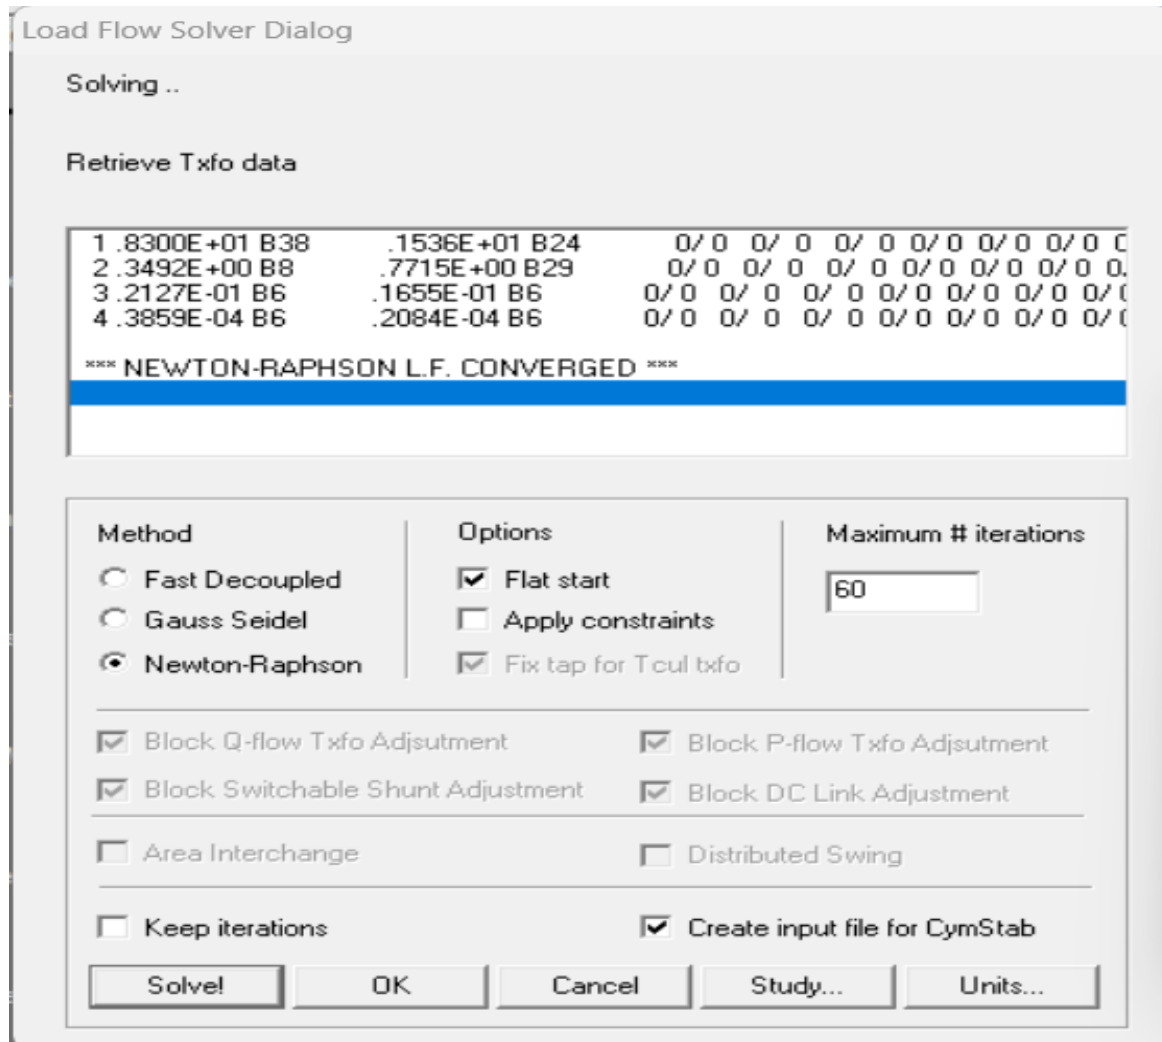 Load Flow Solver Dialog
Solving ..
Retrieve Txfo data
1 .8300E+01 B38 .1536E+01 B24 0/ 0 0/ 0 0/ 0 0/ 0 0/ 0 0/ 0
2 .3492E+00 B8 .7715E+00 B29 0/ 0 0/ 0 0/ 0 0/ 0 0/ 0 0/ 0 0
3 .2127E-01 B6 .1655E-01 B6 0/ 0 0/ 0 0/ 0 0/ 0 0/ 0 0/ 0 0/
4 .3859E-04 B6 .2084E-04 B6 0/ 0 0/ 0 0/ 0 0/ 0 0/ 0 0/ 0 0/
*** NEWTON-RAPHSON L.F. CONVERGED ***
Method Options Maximum # iterations
Fast Decoupled Flat start 60
Gauss Seidel Apply constraints
Newton-Raphson Fix tap for Tcul txfo
Block Q-flow Txfo Adjsutment Block P-flow Txfo Adjsutment
Block Switchable Shunt Adjustment Block DC Link Adjustment
Area Interchange Distributed Swing
Keep iterations Create input file for CymStab
Solve! OK Cancel Study... Units...